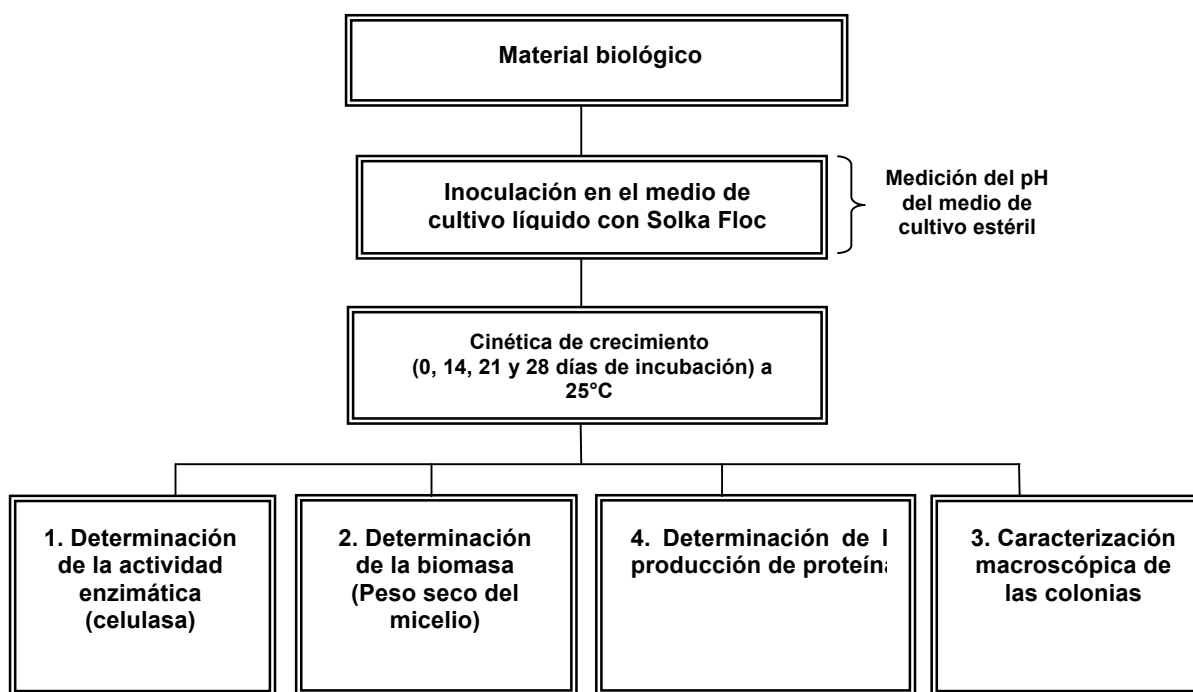 Material biológico
Inoculación en el medio de
cultivo líquido con Solka Floc
Medición del pH
del medio de
cultivo estéril
Cinética de crecimiento
(0, 14, 21 y 28 días de incubación) a
25°C
1. Determinación
de la actividad
enzimática
(celulasa)
2. Determinación
de la biomasa
(Peso seco del
micelio)
4. Determinación de
producción de
3. Caracterización
macroscópica de
las colonias